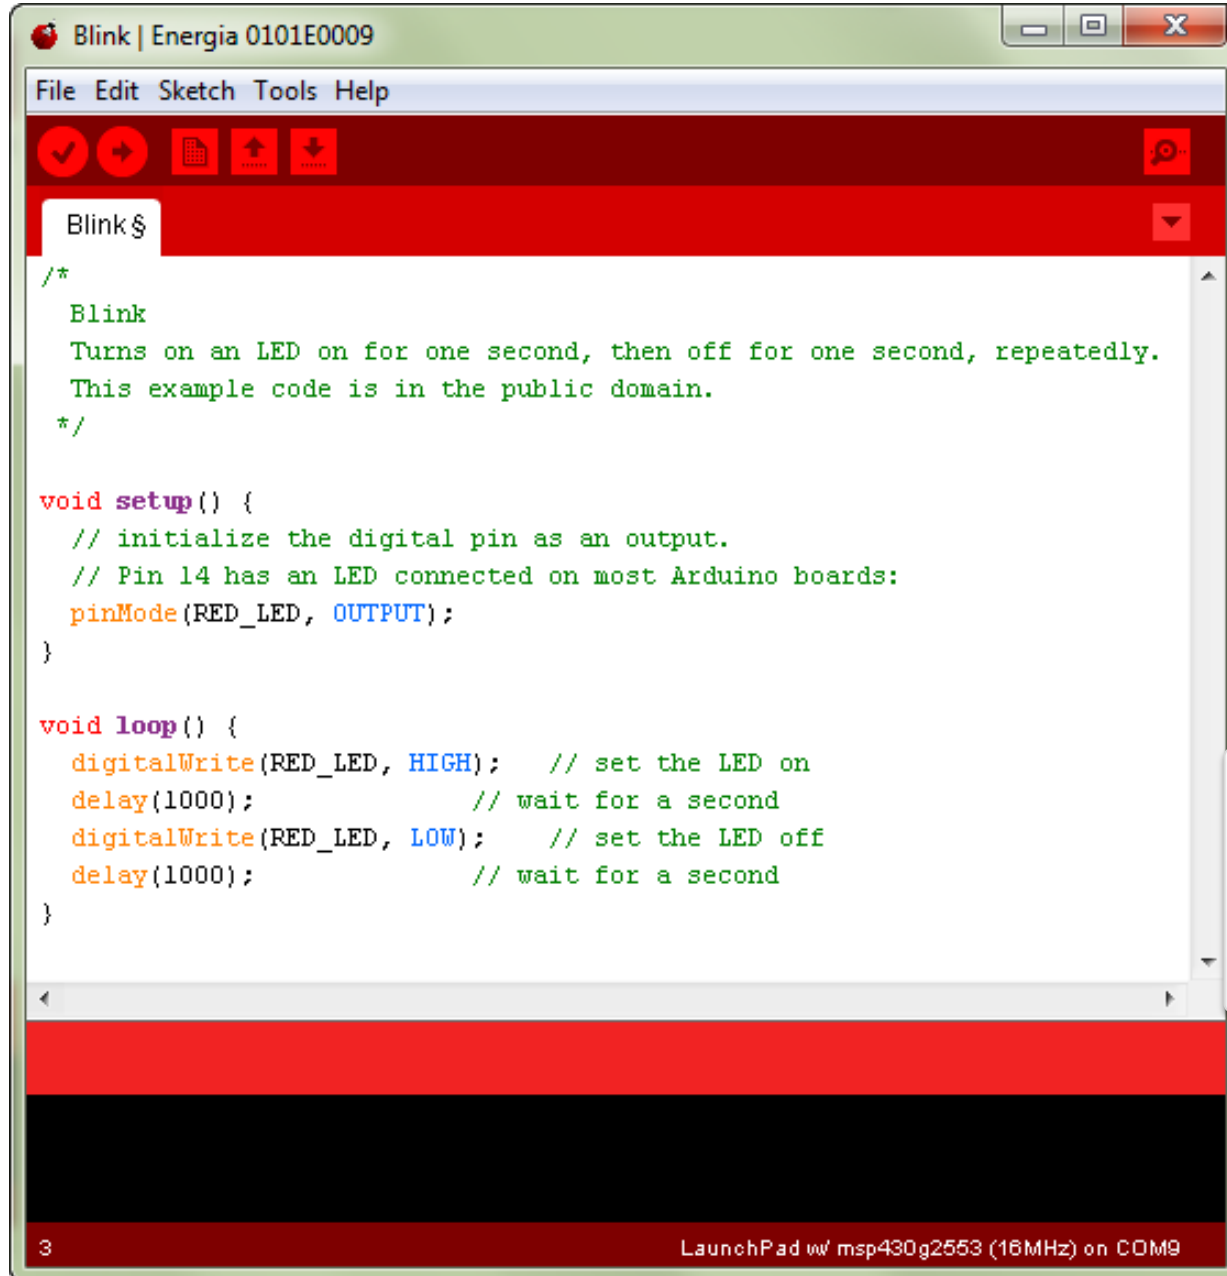 Blink | Energia 0101E0009
File Edit Sketch Tools Help
Blink §
/*
  Blink
  Turns on an LED on for one second, then off for one second, repeatedly.
  This example code is in the public domain.
 */

void setup() {
  // initialize the digital pin as an output.
  // Pin 14 has an LED connected on most Arduino boards:
  pinMode(RED_LED, OUTPUT);
}

void loop() {
  digitalWrite(RED_LED, HIGH);   // set the LED on
  delay(1000);              // wait for a second
  digitalWrite(RED_LED, LOW);    // set the LED off
  delay(1000);              // wait for a second
}
3
LaunchPad w/ msp430g2553 (16MHz) on COM9